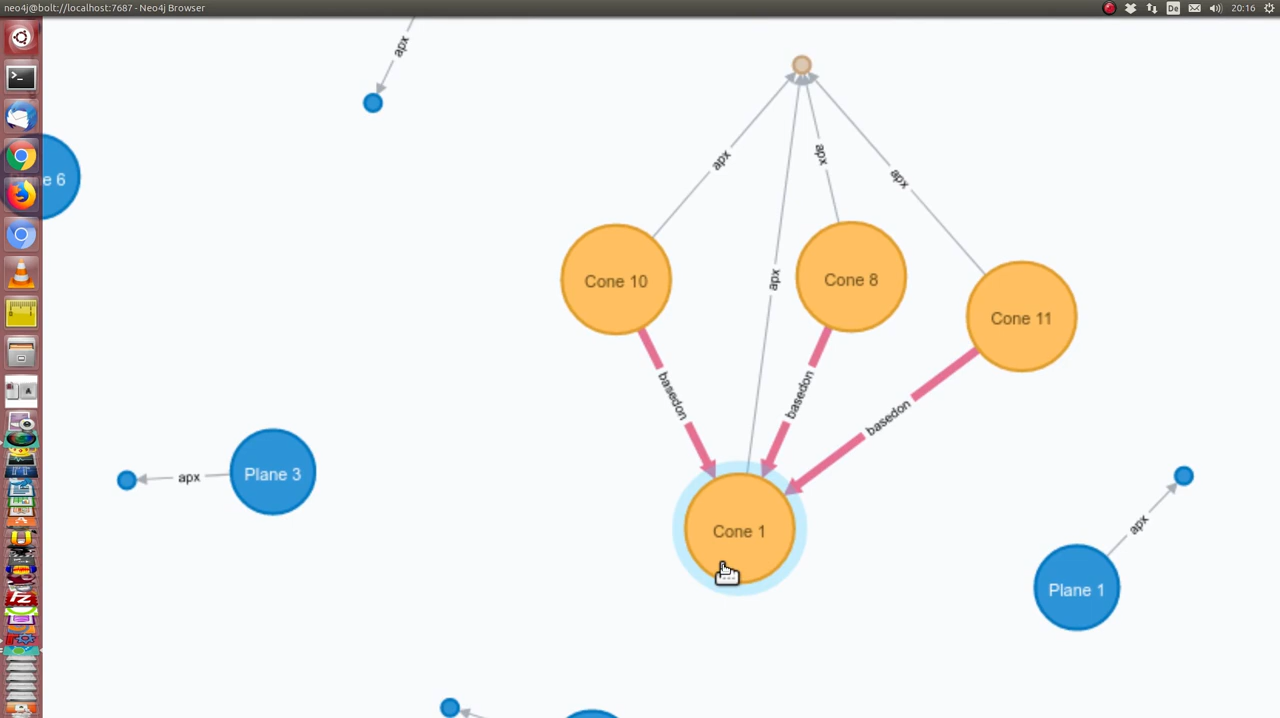 neo4j@bolt://localhost:7687 - Neo4j Browser
De
20:16
apx
e 6
apx
apx
apx
apx
Cone 10
Cone 8
Cone 11
basedon
basedon
basedon
apx
Plane 3
Cone 1
apx
Plane 1